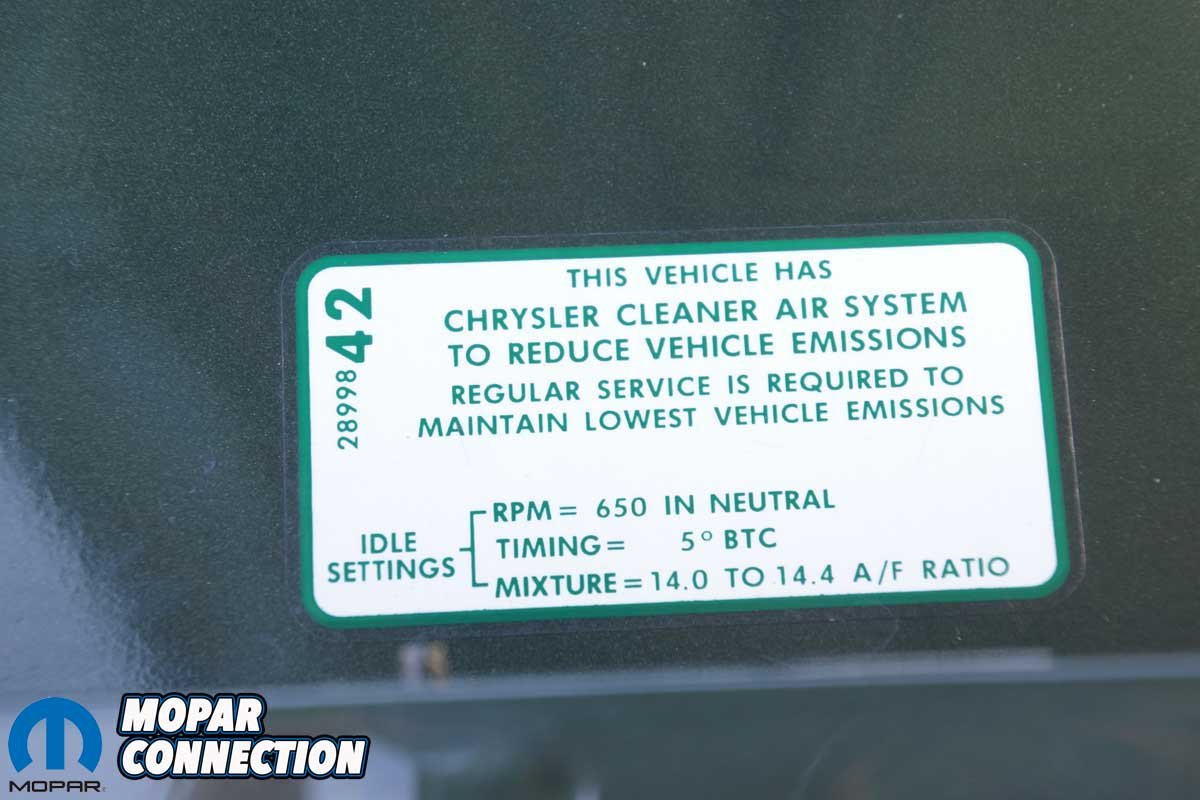 THIS VEHICLE HAS
CHRYSLER CLEANER AIR SYSTEM
TO REDUCE VEHICLE EMISSIONS
REGULAR SERVICE IS REQUIRED TO
MAINTAIN LOWEST VEHICLE EMISSIONS
2899842
IDLE
SETTINGS
RPM = 650 IN NEUTRAL
TIMING = 5° BTC
MIXTURE = 14.0 TO 14.4 A/F RATIO
MOPAR
MOPAR
CONNECTION